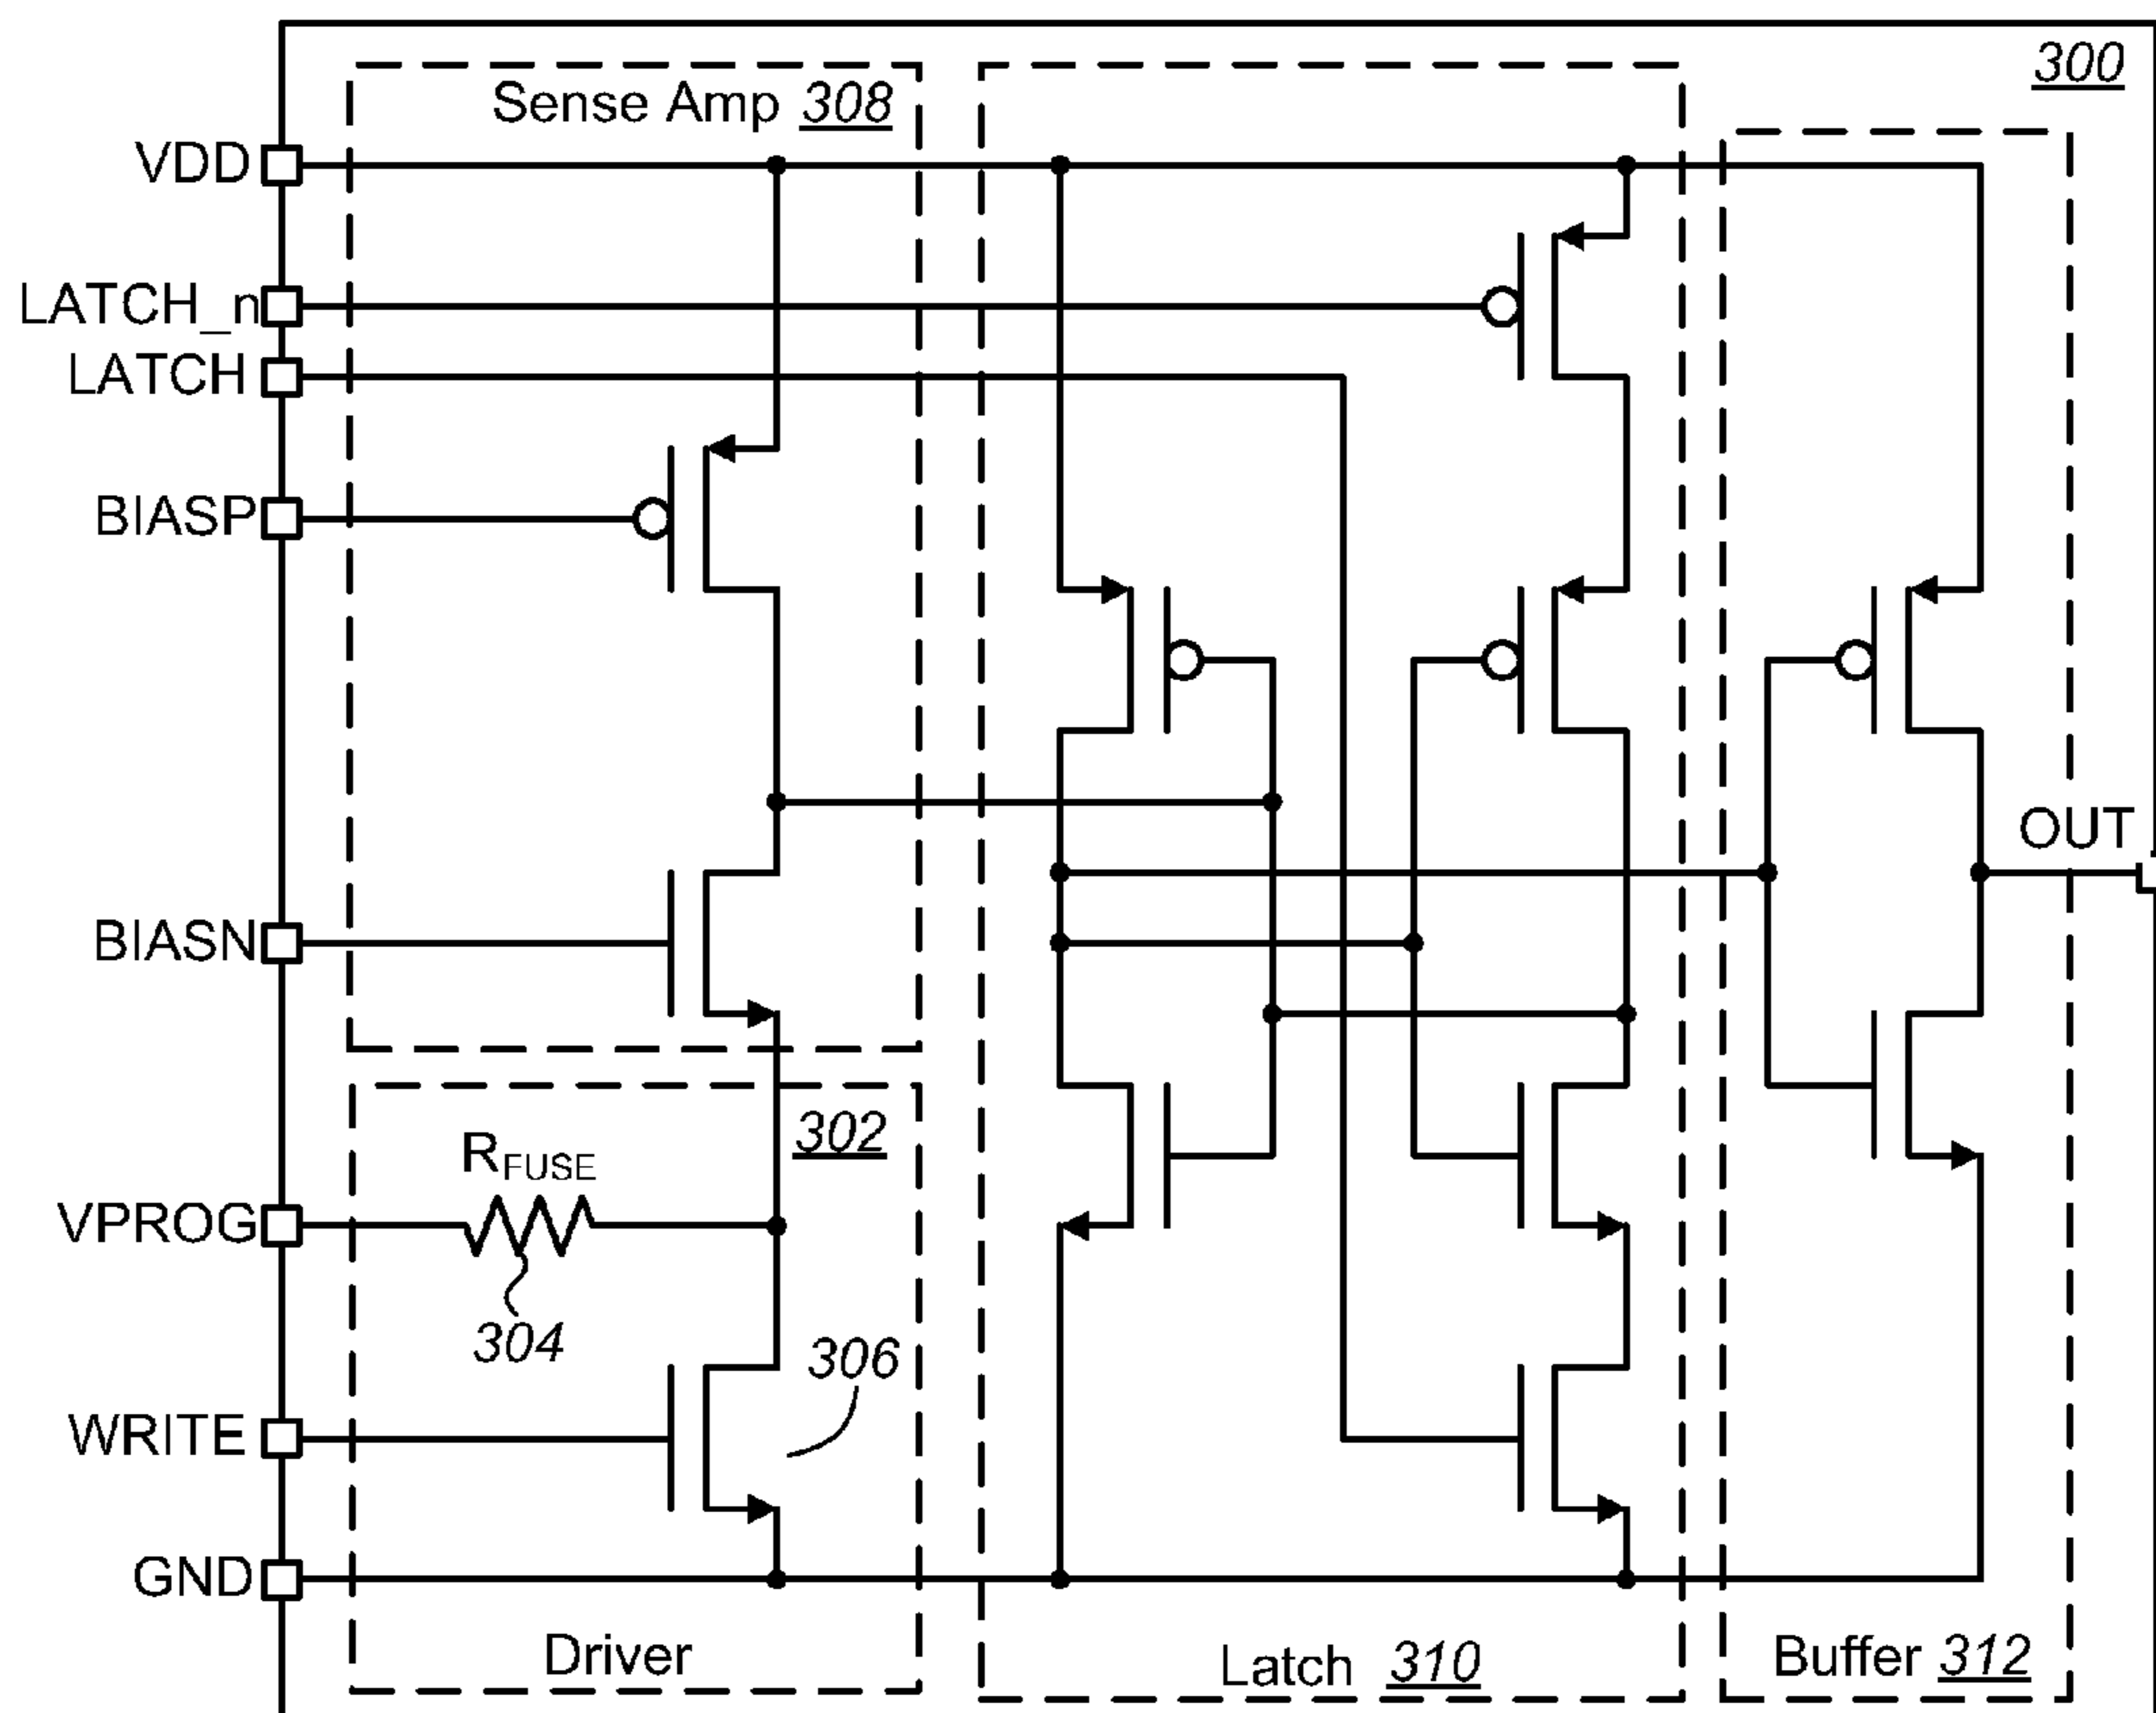 300
Sense Amp 308
VDD
LATCH_n
LATCH
BIASP
OUT
BIASN
302
RFUSE
VPROG
304
306
WRITE
GND
Driver
Latch 310
Buffer 312